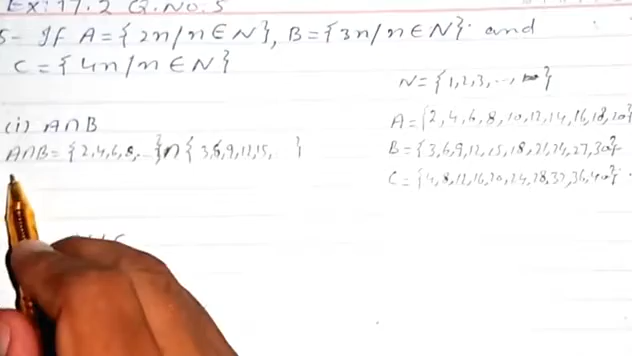 Ex: 17.2 Q.No.5
5- If A = {2n/n ∈ N}, B = {3n/n ∈ N} and
C = {4n/n ∈ N}
N = {1,2,3, ..., }
(i) A∩B
A = {2,4,6,8,10,12,14,16,18,20}
A∩B = {2,4,6,8, ...} ∩ {3,6,9,12,15, ... }
B = {3,6,9,12,15,18,21,24,27,30}
C = {4,8,12,16,20,24,28,32,36,40}